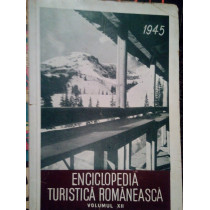 1945
ENCICLOPEDIA
TURISTICĂ ROMÂNEASCĂ
VOLUMUL XII